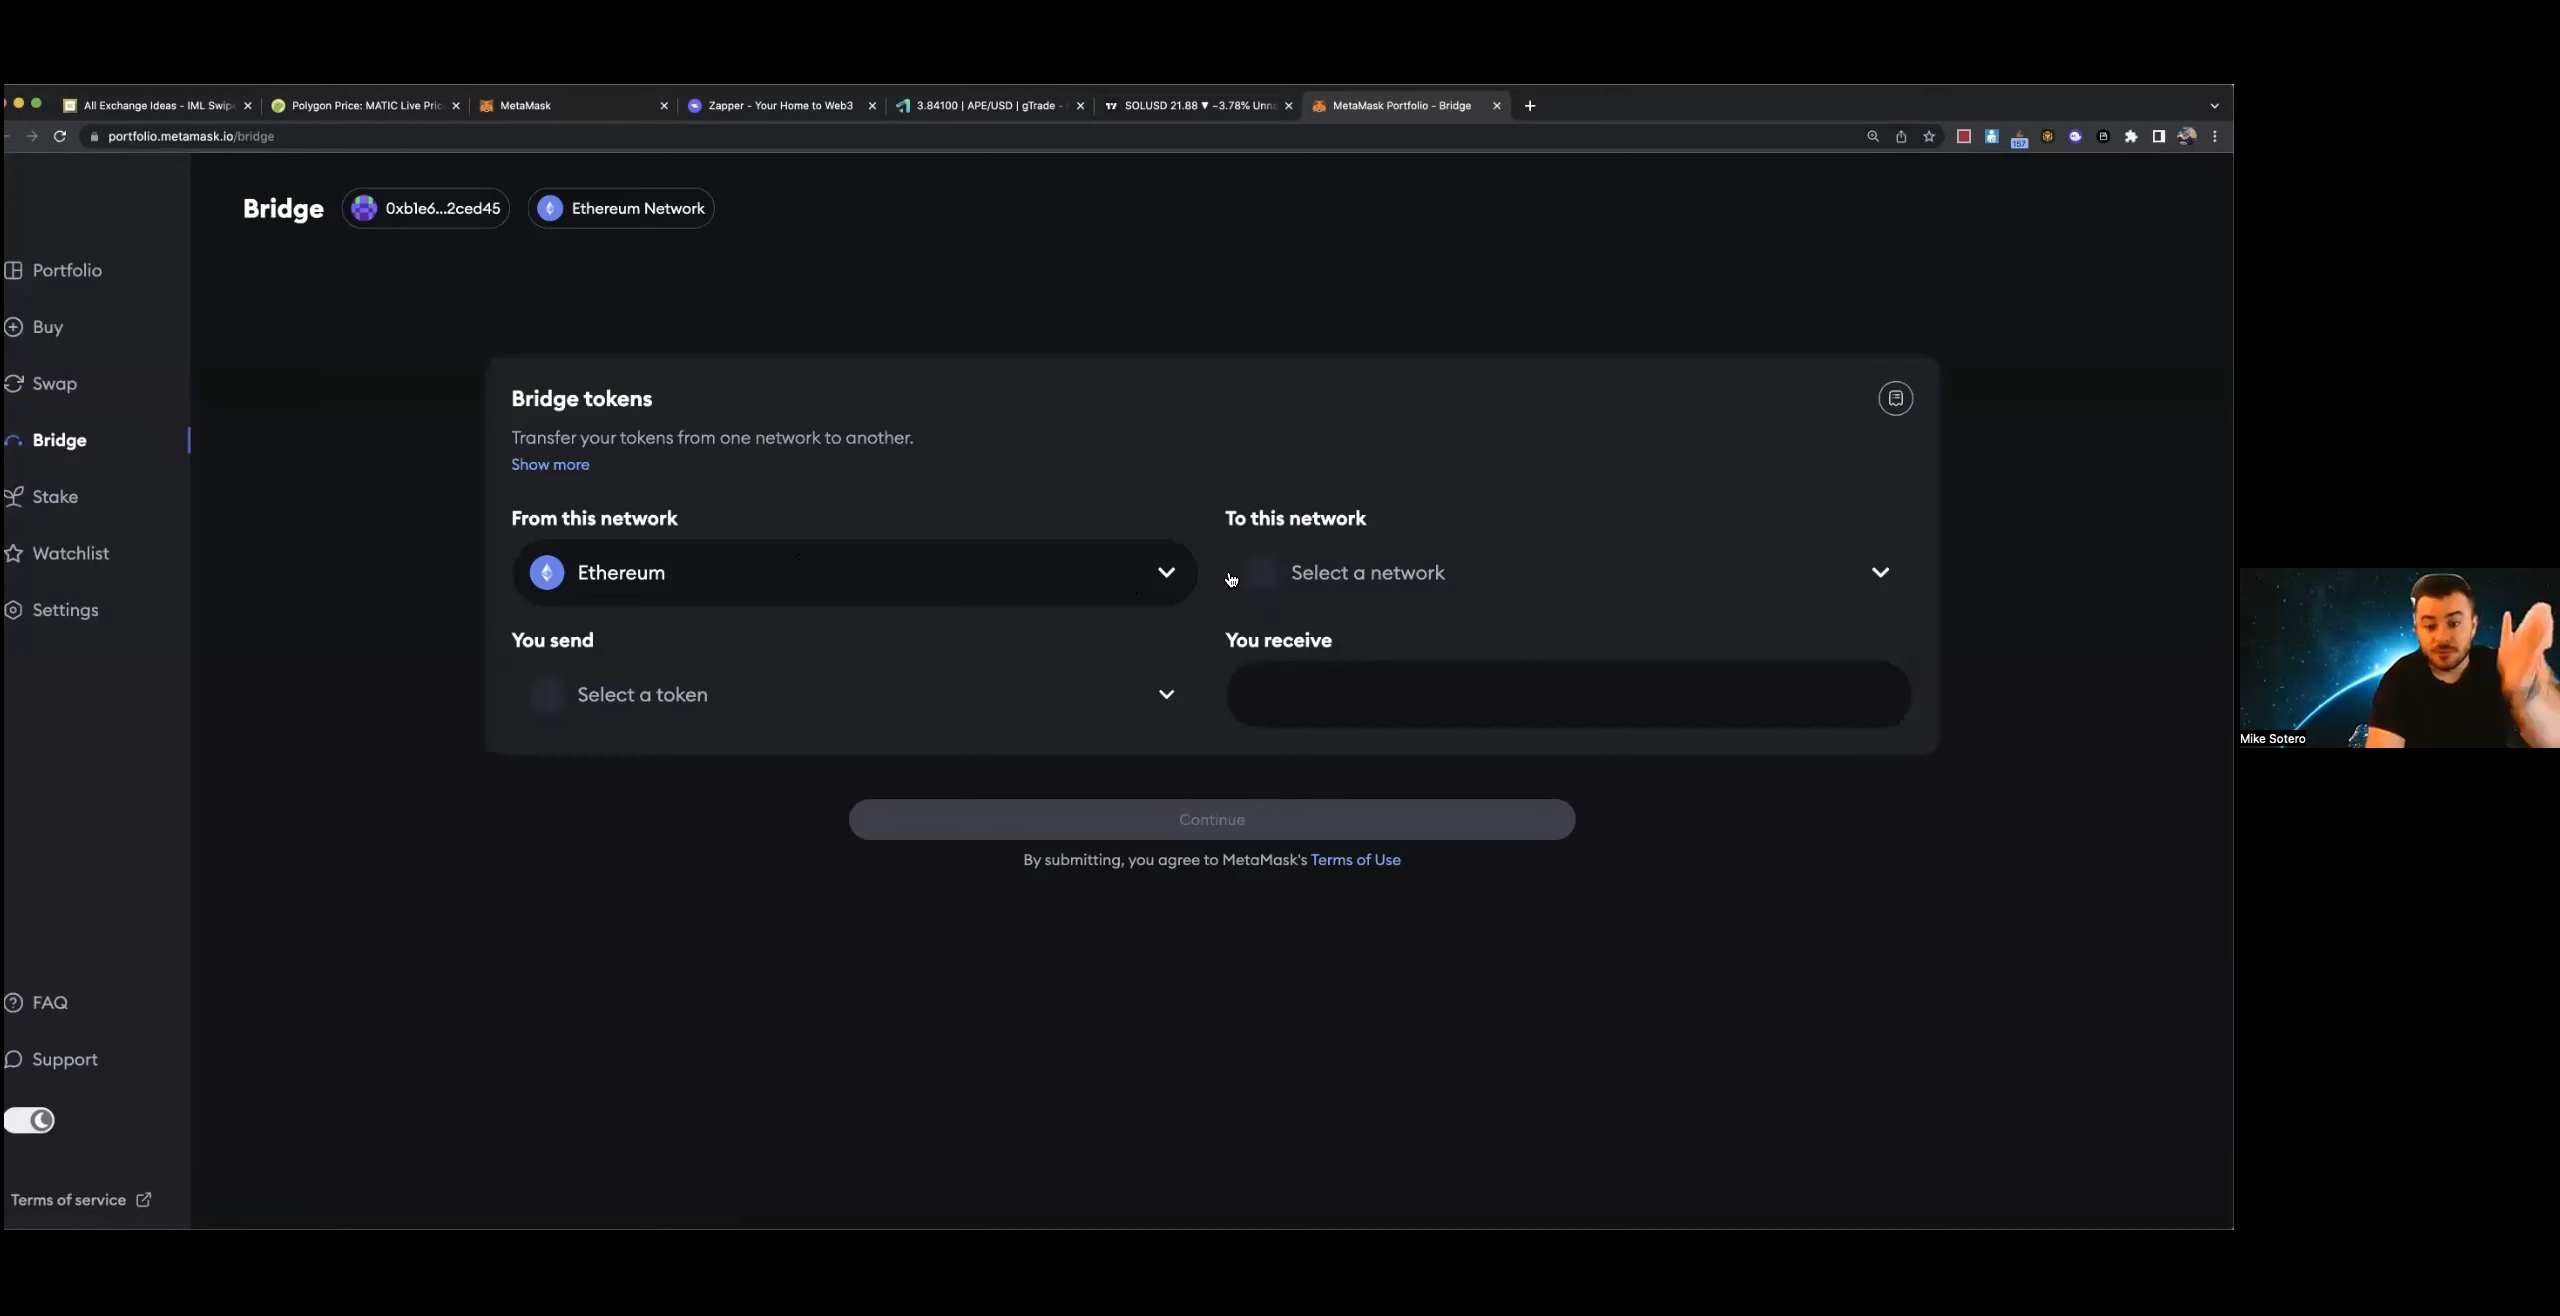 All Exchange Ideas - IML Swip
Polygon Price: MATIC Live Pric
MetaMask
Zapper - Your Home to Web3
3.84100 | APE/USD | gTrade -
SOLUSD 21.88 ▼ −3.78% Unna
MetaMask Portfolio - Bridge
portfolio.metamask.io/bridge
157
Bridge
0xb1e6...2ced45
Ethereum Network
Portfolio
Buy
Swap
Bridge
Stake
Watchlist
Settings
Bridge tokens
Transfer your tokens from one network to another.
Show more
From this network
To this network
Ethereum
Select a network
You send
You receive
Select a token
Continue
By submitting, you agree to MetaMask's Terms of Use
FAQ
Support
Terms of service
Mike Sotero